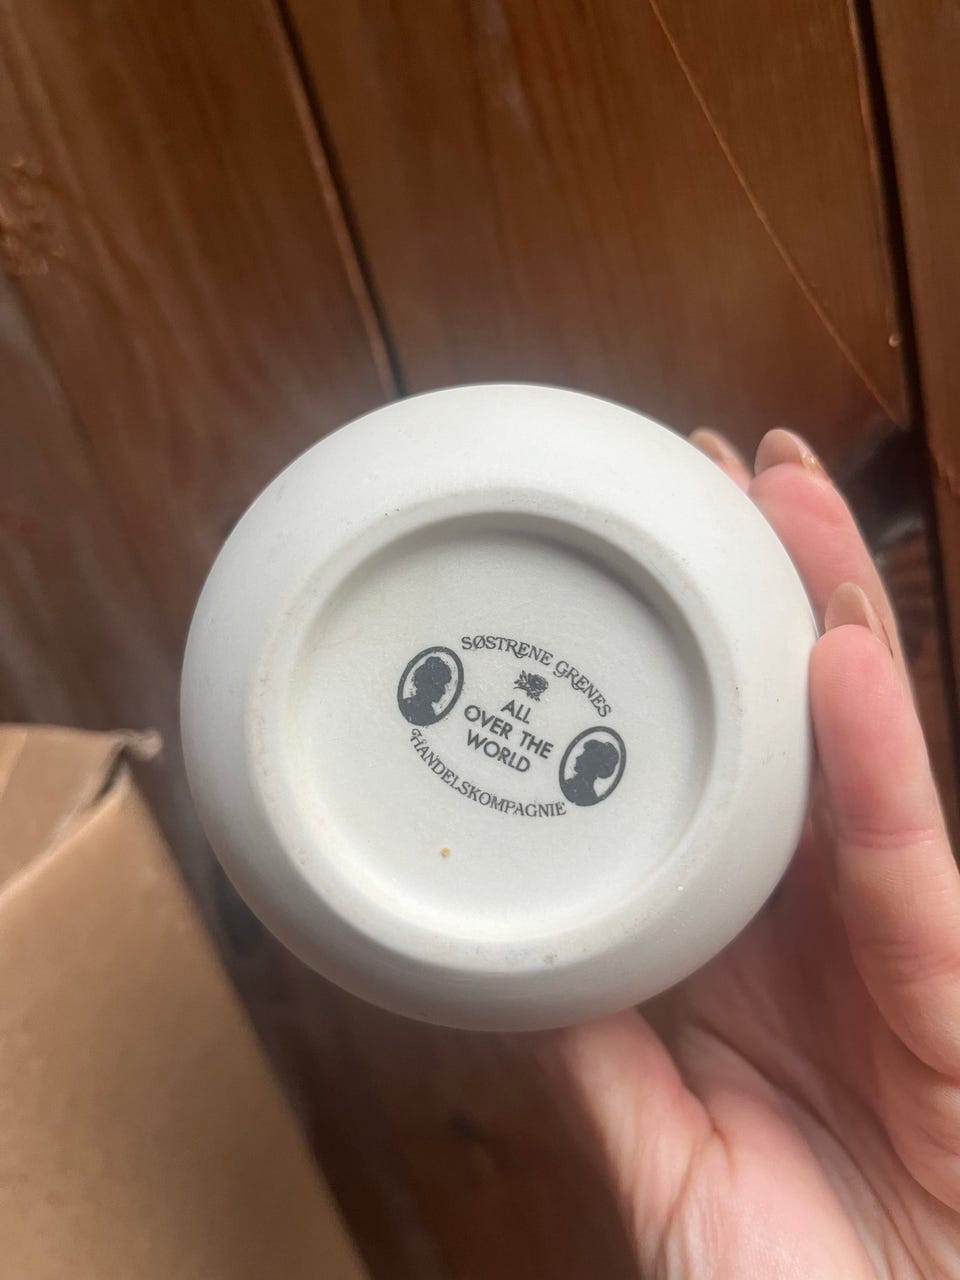 SØSTRENE GRENES
ALL
OVER THE
WORLD
HANDELSKOMPAGNIE